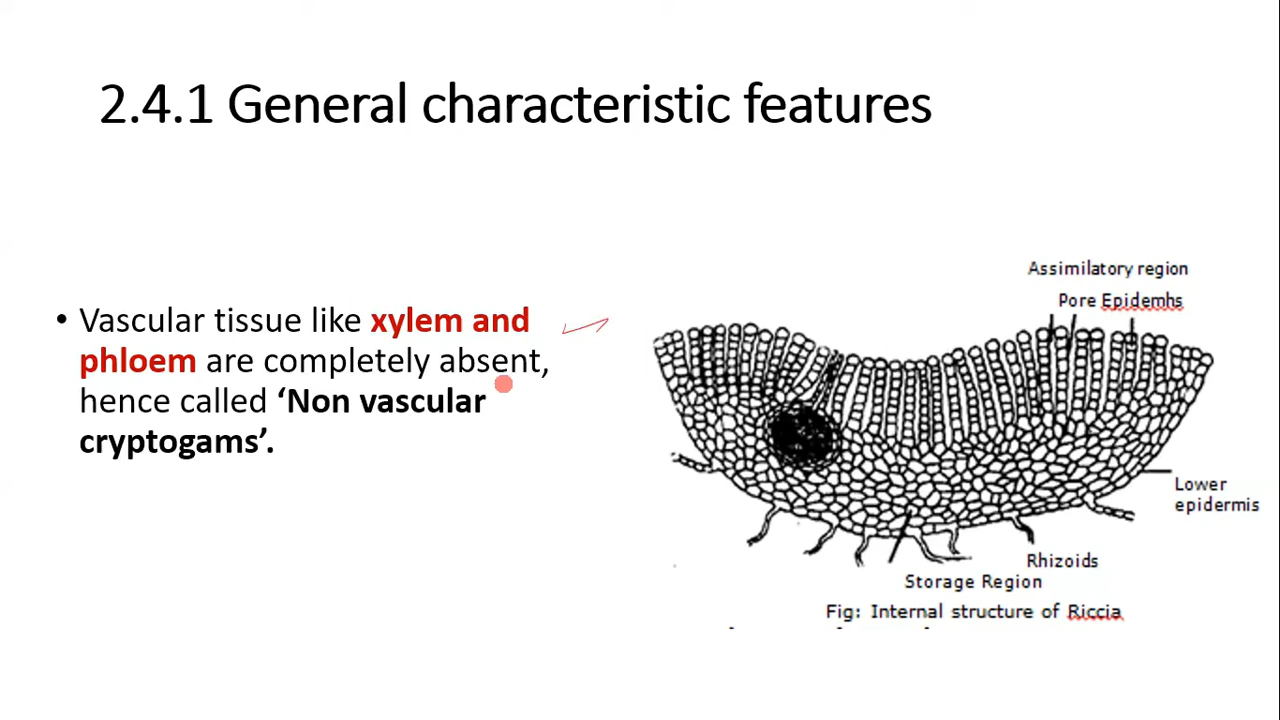 2.4.1 General characteristic features
• Vascular tissue like xylem and
phloem are completely absent,
hence called ‘Non vascular
cryptogams’.
Assimilatory region
Pore Epidemhs
Lower
epidermis
Rhizoids
Storage Region
Fig: Internal structure of Riccia